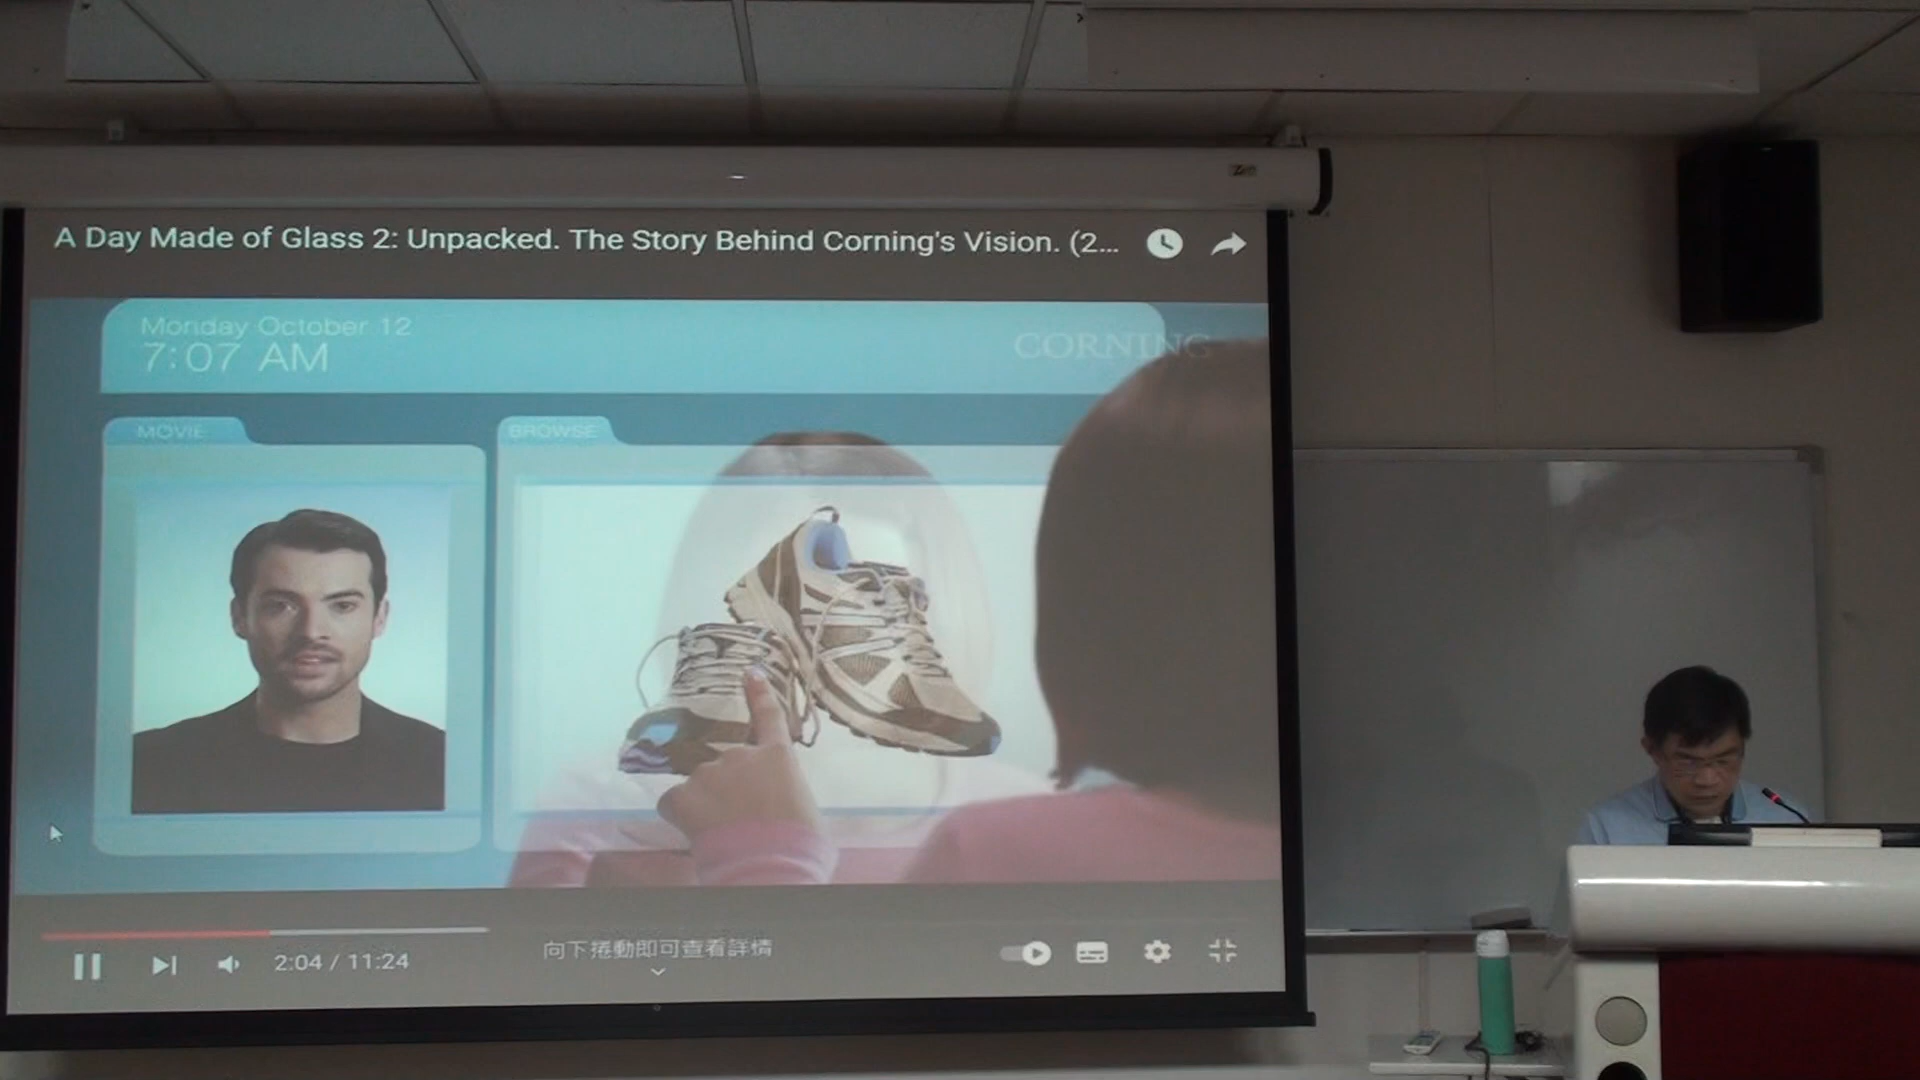 A Day Made of Glass 2: Unpacked. The Story Behind Corning's Vision. (2...
Monday October 12
7:07 AM
CORNING
MOVIE
BROWSE
2:04 / 11:24
向下捲動即可查看詳情